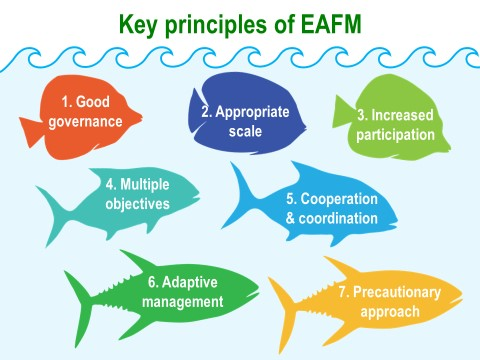 Key principles of EAFM
1. Good
governance
2. Appropriate
scale
3. Increased
participation
4. Multiple
objectives
5. Cooperation
& coordination
6. Adaptive
management
7. Precautionary
approach